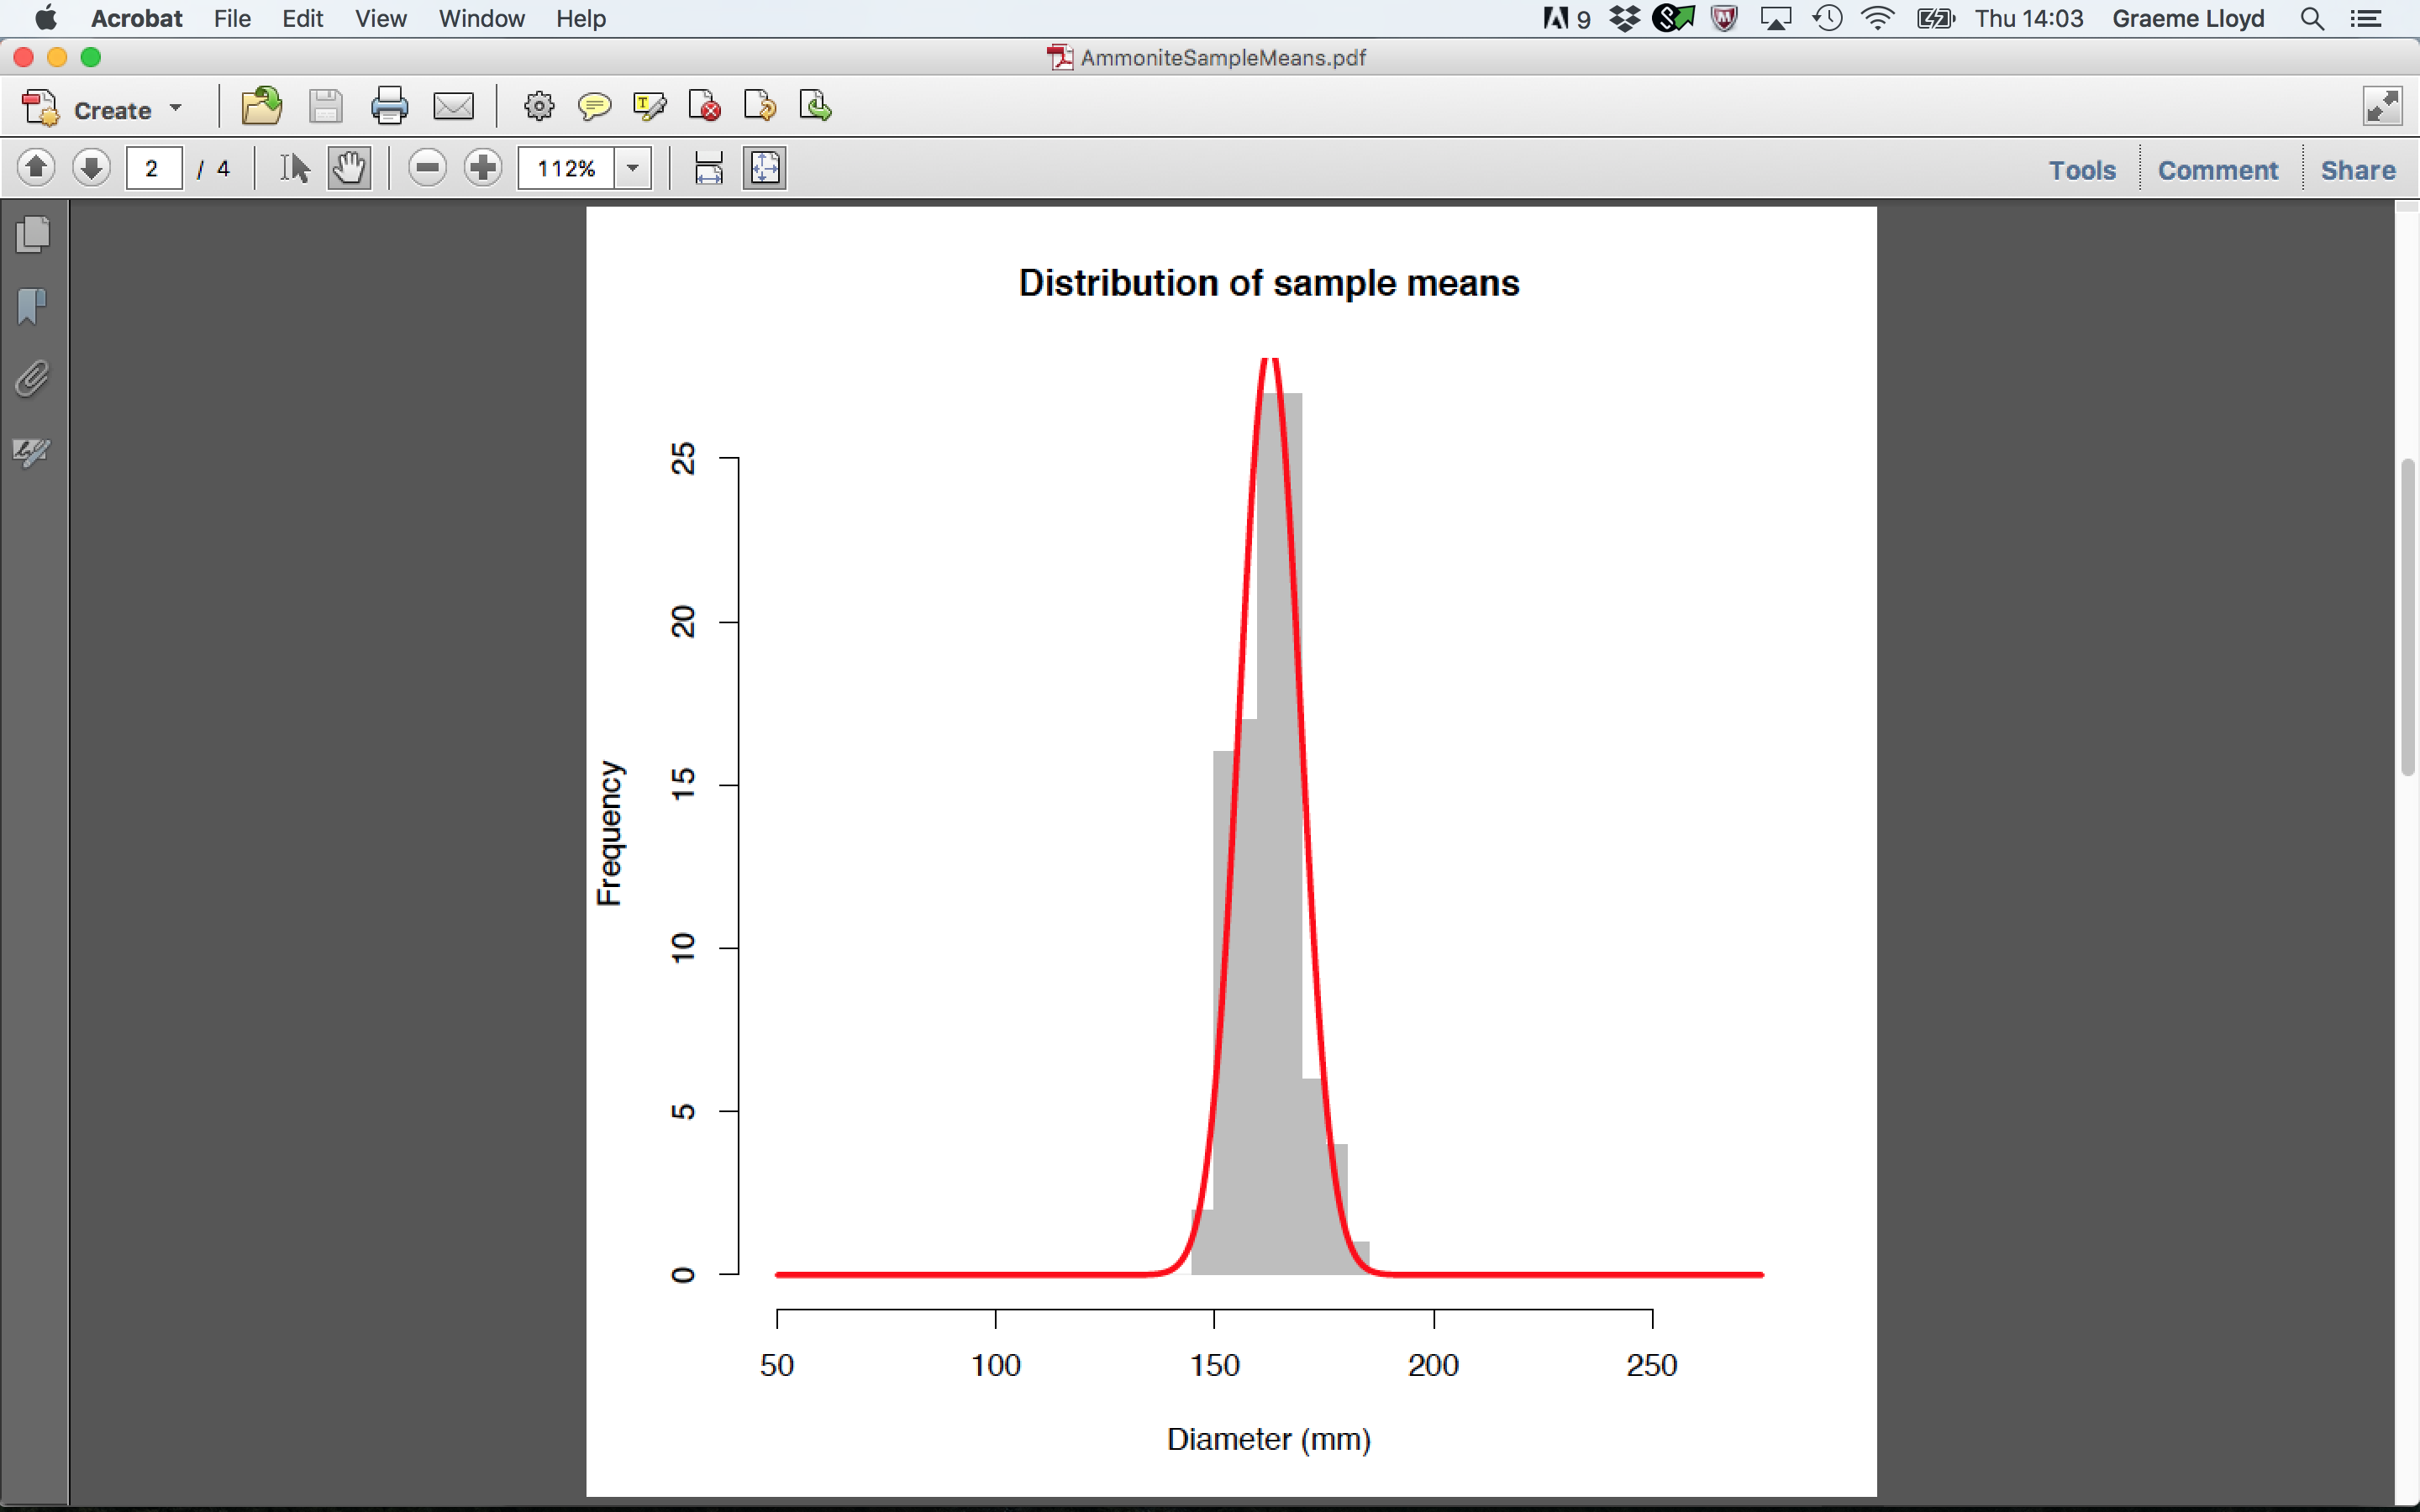 Acrobat File Edit View Window Help 9 Thu 14:03 Graeme Lloyd
AmmoniteSampleMeans.pdf
Create
2 / 4 112% Tools Comment Share
Distribution of sample means
Frequency
25
20
15
10
5
0
50 100 150 200 250
Diameter (mm)